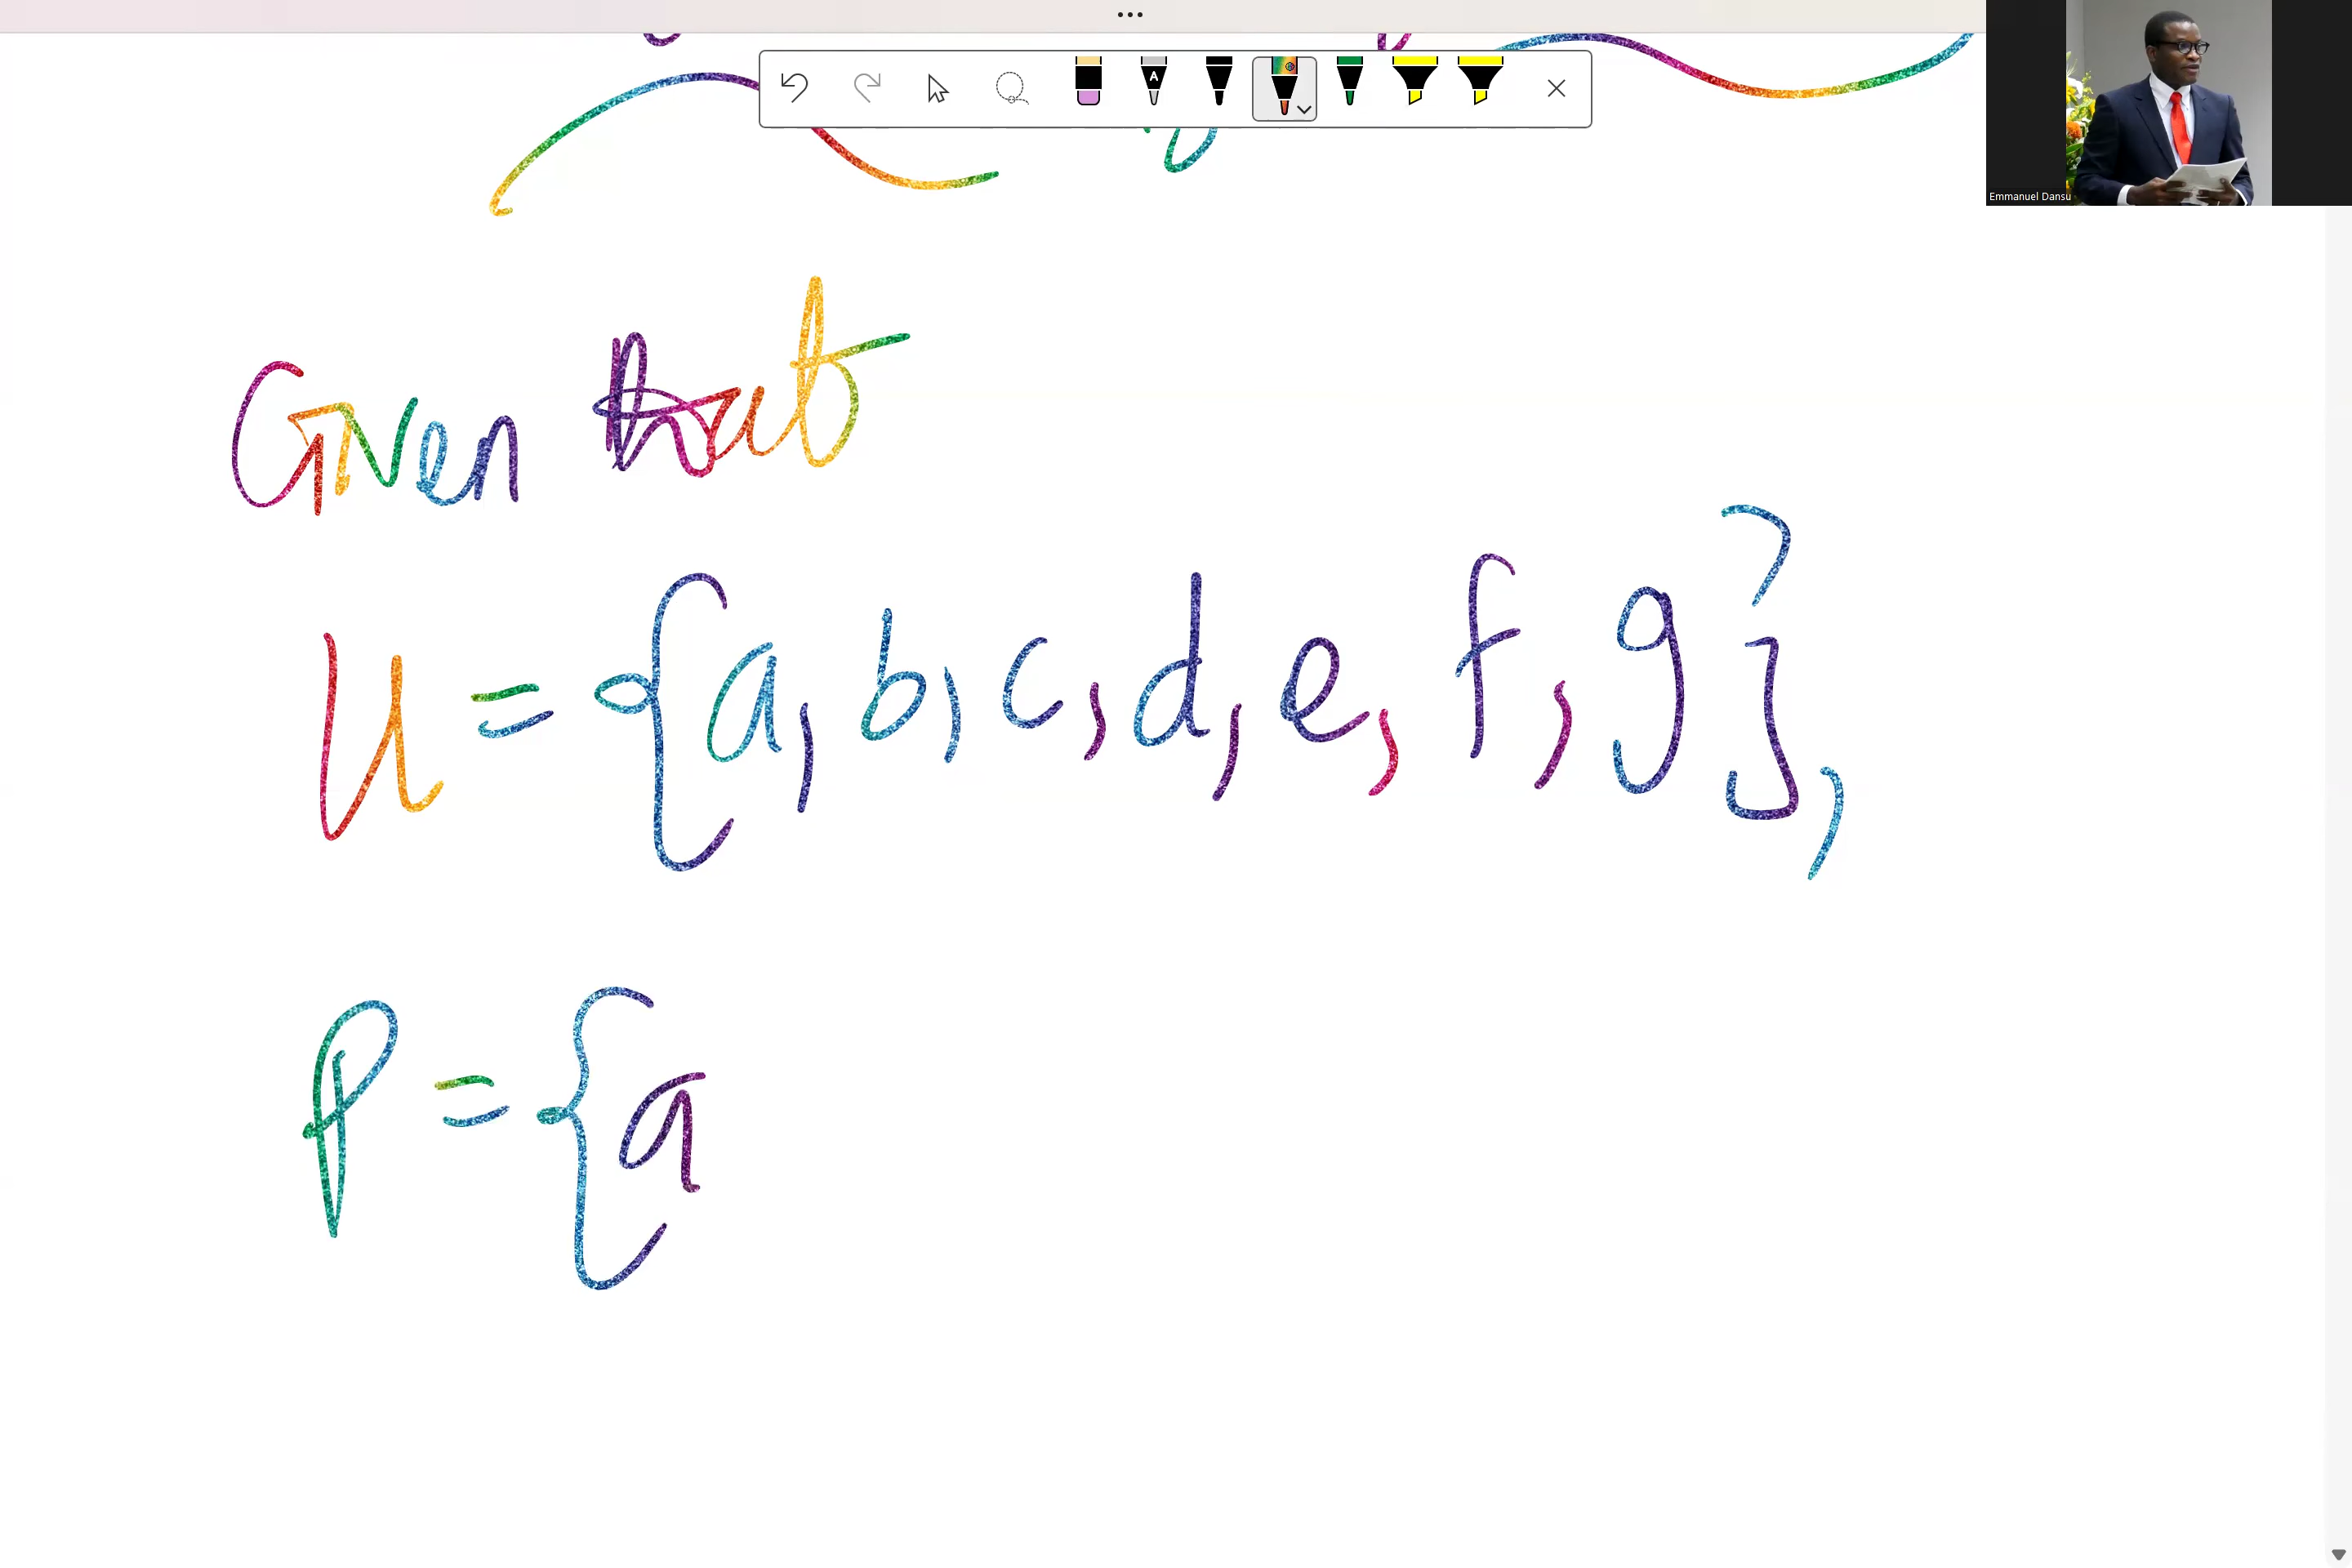 Emmanuel Dansu
Given that
U = {a, b, c, d, e, f, g},
P = {a